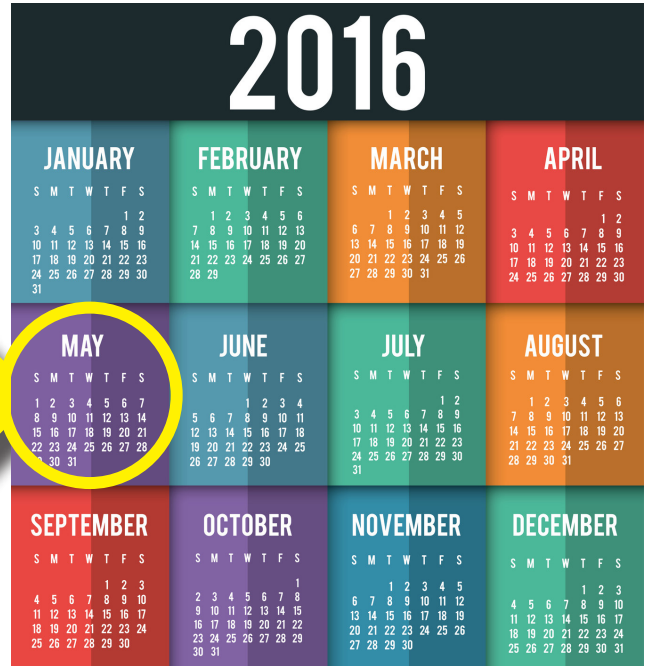 2016
JANUARY
S M T W T F S
1 2
3 4 5 6 7 8 9
10 11 12 13 14 15 16
17 18 19 20 21 22 23
24 25 26 27 28 29 30
31
FEBRUARY
S M T W T F S
1 2 3 4 5 6
7 8 9 10 11 12 13
14 15 16 17 18 19 20
21 22 23 24 25 26 27
28 29
MARCH
S M T W T F S
1 2 3 4 5
6 7 8 9 10 11 12
13 14 15 16 17 18 19
20 21 22 23 24 25 26
27 28 29 30 31
APRIL
S M T W T F S
1 2
3 4 5 6 7 8 9
10 11 12 13 14 15 16
17 18 19 20 21 22 23
24 25 26 27 28 29 30
MAY
S M T W T F S
1 2 3 4 5 6 7
8 9 10 11 12 13 14
15 16 17 18 19 20 21
22 23 24 25 26 27 28
30 31
JUNE
S M T W T F S
1 2 3 4
5 6 7 8 9 10 11
12 13 14 15 16 17 18
19 20 21 22 23 24 25
26 27 28 29 30
JULY
S M T W T F S
1 2
3 4 5 6 7 8 9
10 11 12 13 14 15 16
17 18 19 20 21 22 23
24 25 26 27 28 29 30
31
AUGUST
S M T W T F S
1 2 3 4 5 6
7 8 9 10 11 12 13
14 15 16 17 18 19 20
21 22 23 24 25 26 27
28 29 30 31
SEPTEMBER
S M T W T F S
1 2 3
4 5 6 7 8 9 10
11 12 13 14 15 16 17
18 19 20 21 22 23 24
25 26 27 28 29 30
OCTOBER
S M T W T F S
1
2 3 4 5 6 7 8
9 10 11 12 13 14 15
16 17 18 19 20 21 22
23 24 25 26 27 28 29
30 31
NOVEMBER
S M T W T F S
1 2 3 4 5
6 7 8 9 10 11 12
13 14 15 16 17 18 19
20 21 22 23 24 25 26
27 28 29 30
DECEMBER
S M T W T F S
1 2 3
4 5 6 7 8 9 10
11 12 13 14 15 16 17
18 19 20 21 22 23 24
25 26 27 28 29 30 31